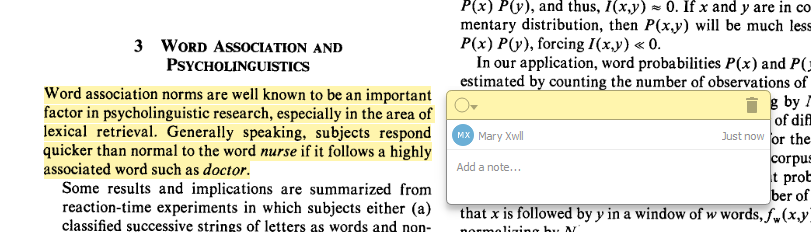 3 WORD ASSOCIATION AND
PSYCHOLINGUISTICS
Word association norms are well known to be an important
factor in psycholinguistic research, especially in the area of
lexical retrieval. Generally speaking, subjects respond
quicker than normal to the word nurse if it follows a highly
associated word such as doctor.
Some results and implications are summarized from
reaction-time experiments in which subjects either (a)
classified successive strings of letters as words and non-
P(x) P(y), and thus, I(x,y) ≈ 0. If x and y are in co
mentary distribution, then P(x,y) will be much less
P(x) P(y), forcing I(x,y) ≪ 0.
In our application, word probabilities P(x) and P(y
estimated by counting the number of observations of
g by N
MX Mary Xwll Just now
of dif
for the
Add a note...
corpus
t prob
ber of
that x is followed by y in a window of w words, fw(x,y)
normalizing by N